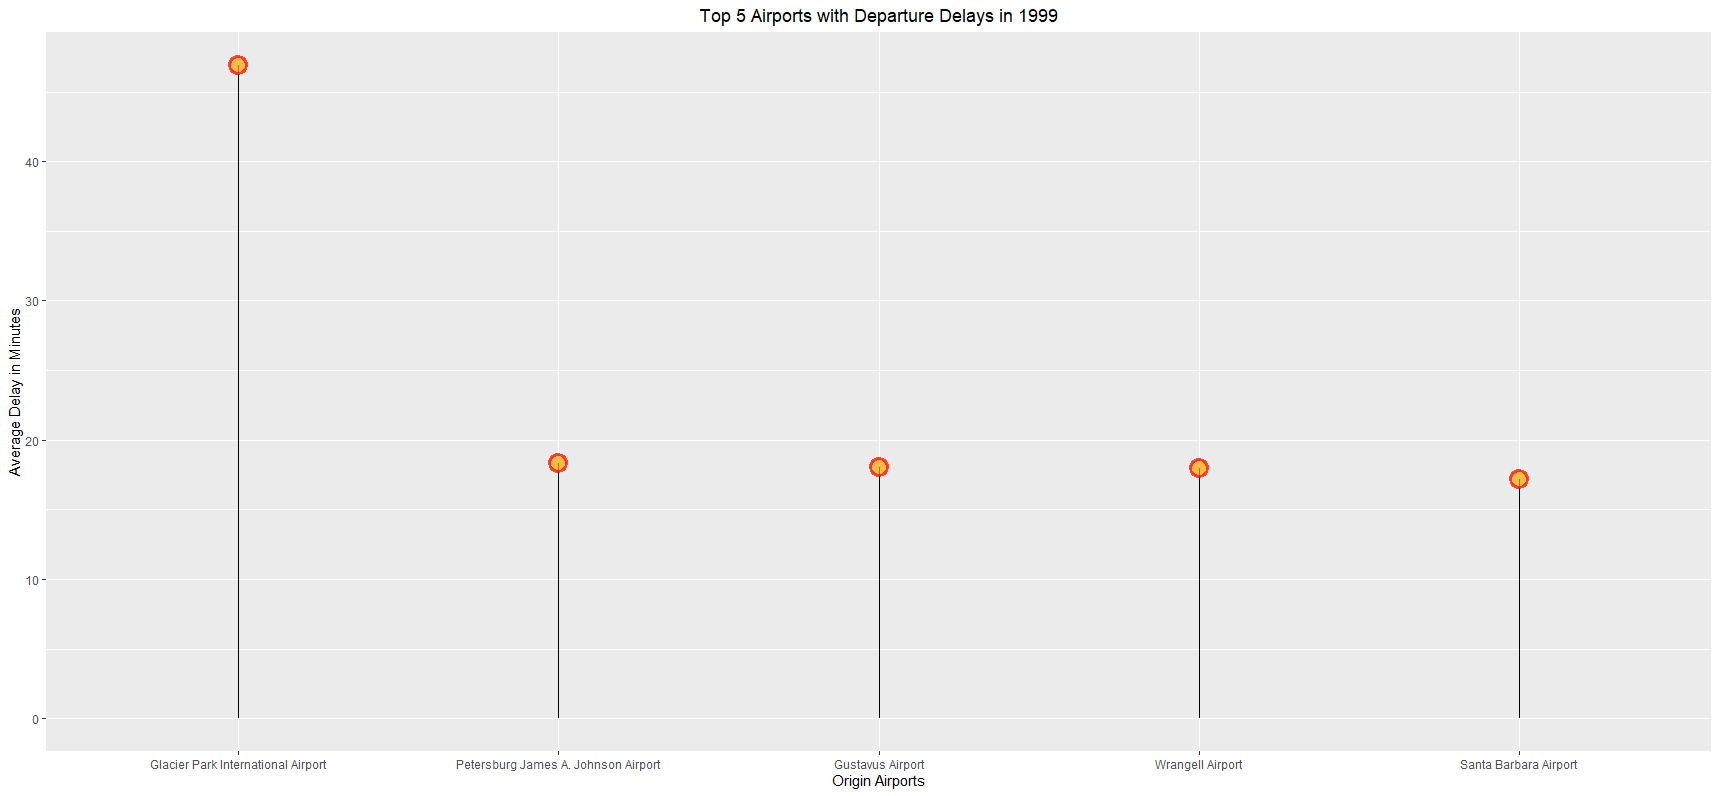 Top 5 Airports with Departure Delays in 1999
Average Delay in Minutes
40
30
20
10
0
Glacier Park International Airport
Petersburg James A. Johnson Airport
Gustavus Airport
Wrangell Airport
Santa Barbara Airport
Origin Airports